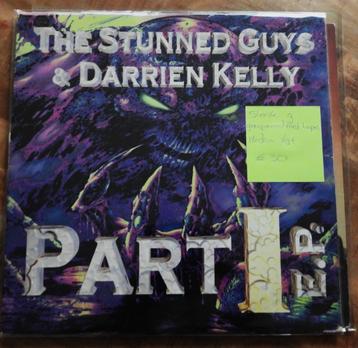 THE STUNNED GUYS
& DARRIEN KELLY
PART I E.P.
€ 30